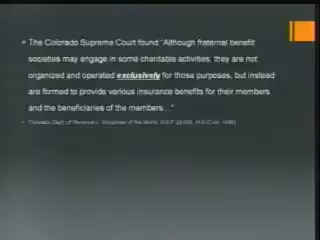 • The Colorado Supreme Court found "Although fraternal benefit
societies may engage in some charitable activities, they are not
organized and operated exclusively for those purposes, but instead
are formed to provide various insurance benefits for their members
and the beneficiaries of the members…"
• Colorado Dept. of Revenue v. Woodmen of the World,